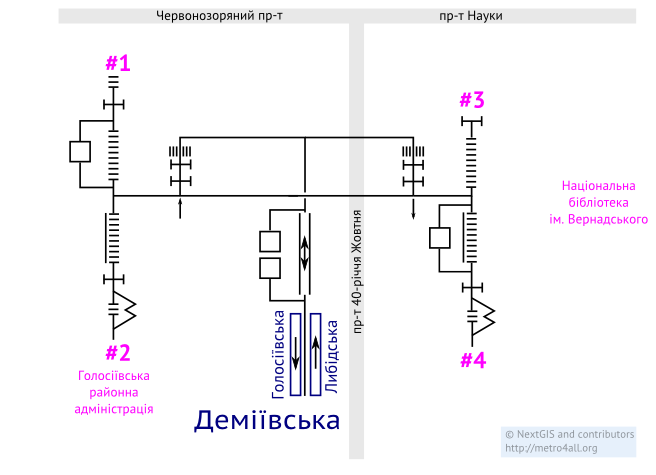 Червонозоряний пр-т
пр-т Науки
#1
#3
Національна
бібліотека
ім. Вернадського
пр-т 40-річчя Жовтня
Голосіївська
Либідська
#2
Голосіївська
районна
адміністрація
#4
Деміївська
© NextGIS and contributors
http://metro4all.org